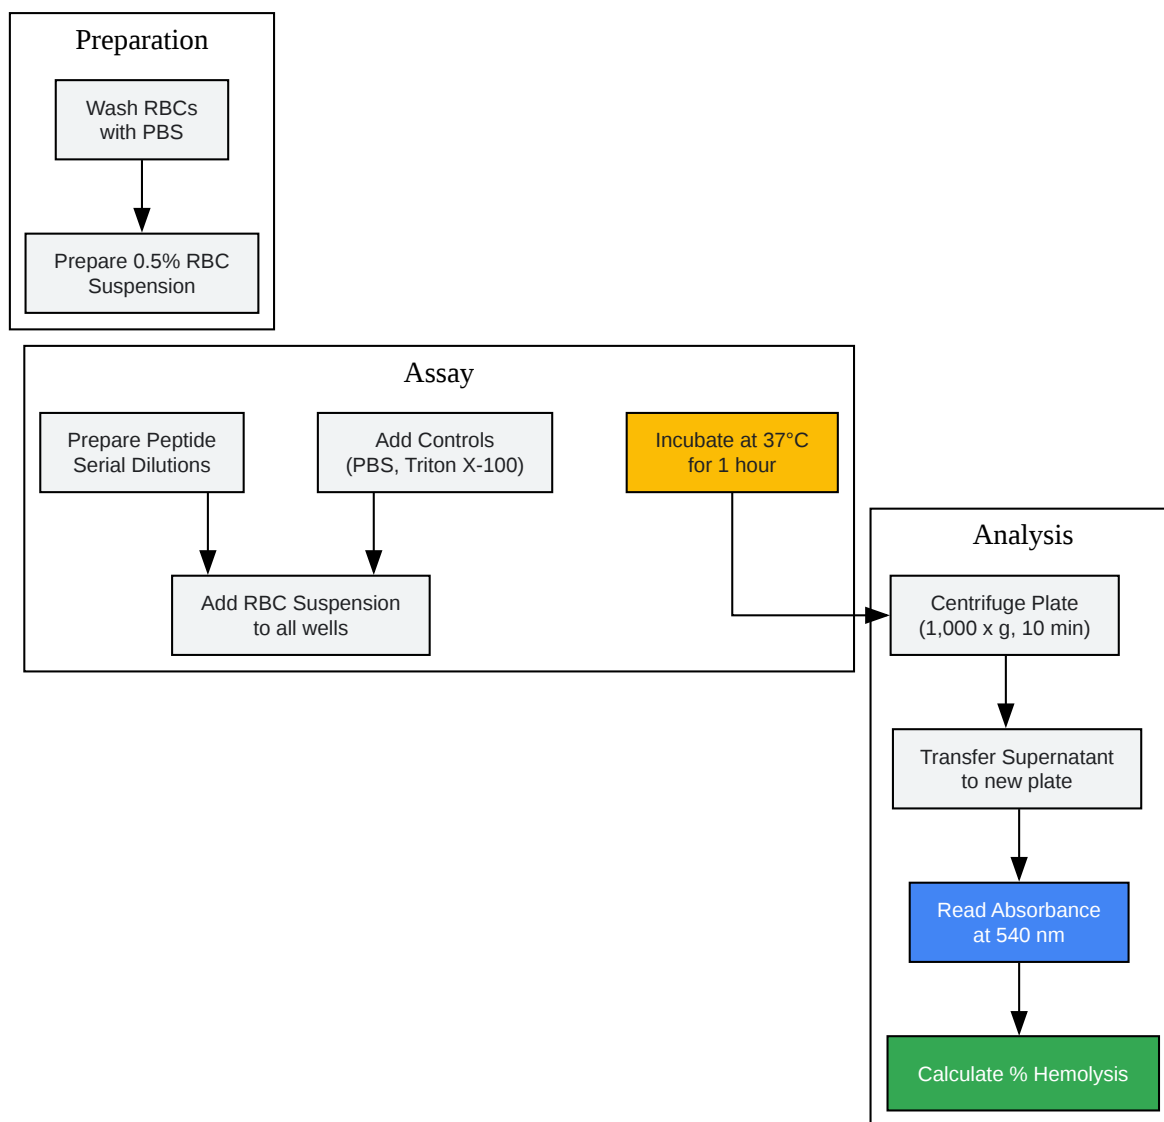 Preparation
Wash RBCs
with PBS
Prepare 0.5% RBC
Suspension
Assay
Prepare Peptide
Serial Dilutions
Add Controls
(PBS, Triton X-100)
Incubate at 37°C
for 1 hour
Add RBC Suspension
to all wells
Analysis
Centrifuge Plate
(1,000 x g, 10 min)
Transfer Supernatant
to new plate
Read Absorbance
at 540 nm
Calculate % Hemolysis